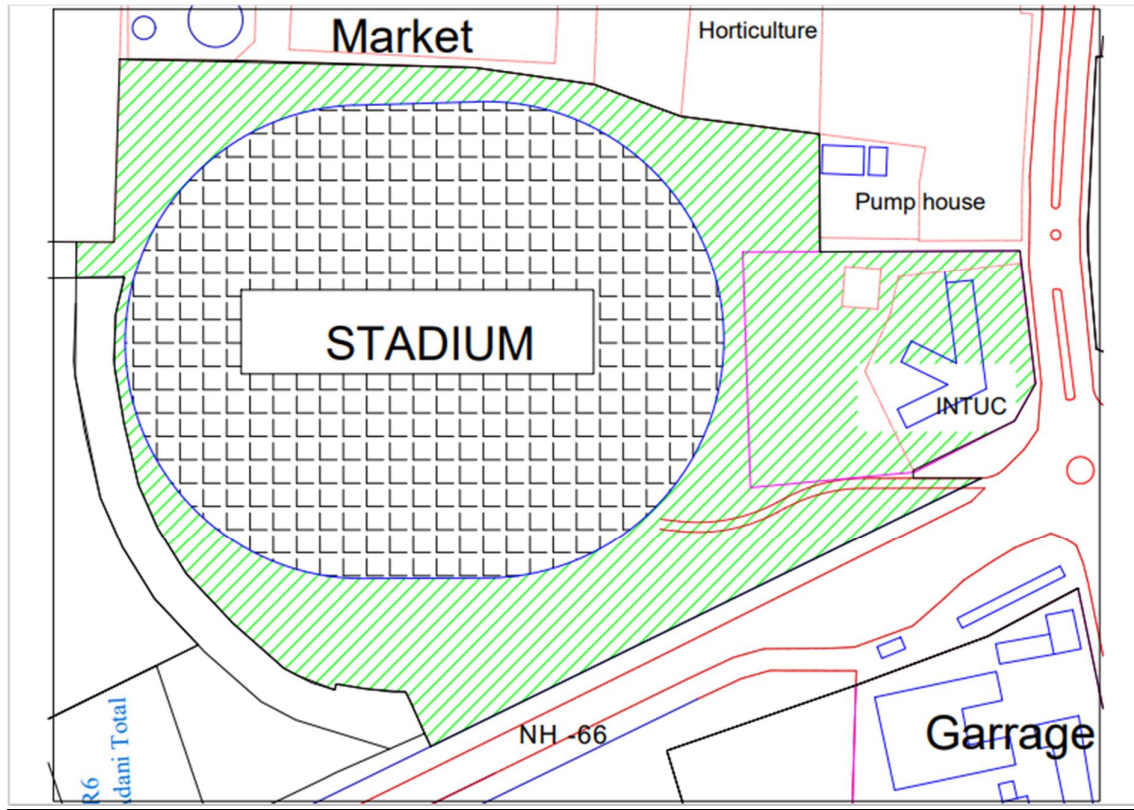 Market
Horticulture
Pump house
STADIUM
INTUC
NH -66
Garrage
R6
dani Total